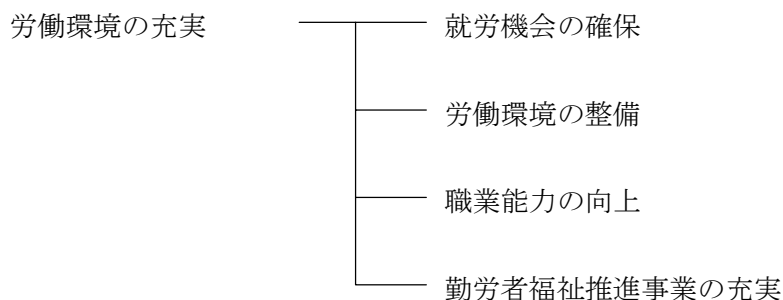 労働環境の充実
就労機会の確保
労働環境の整備
職業能力の向上
勤労者福祉推進事業の充実